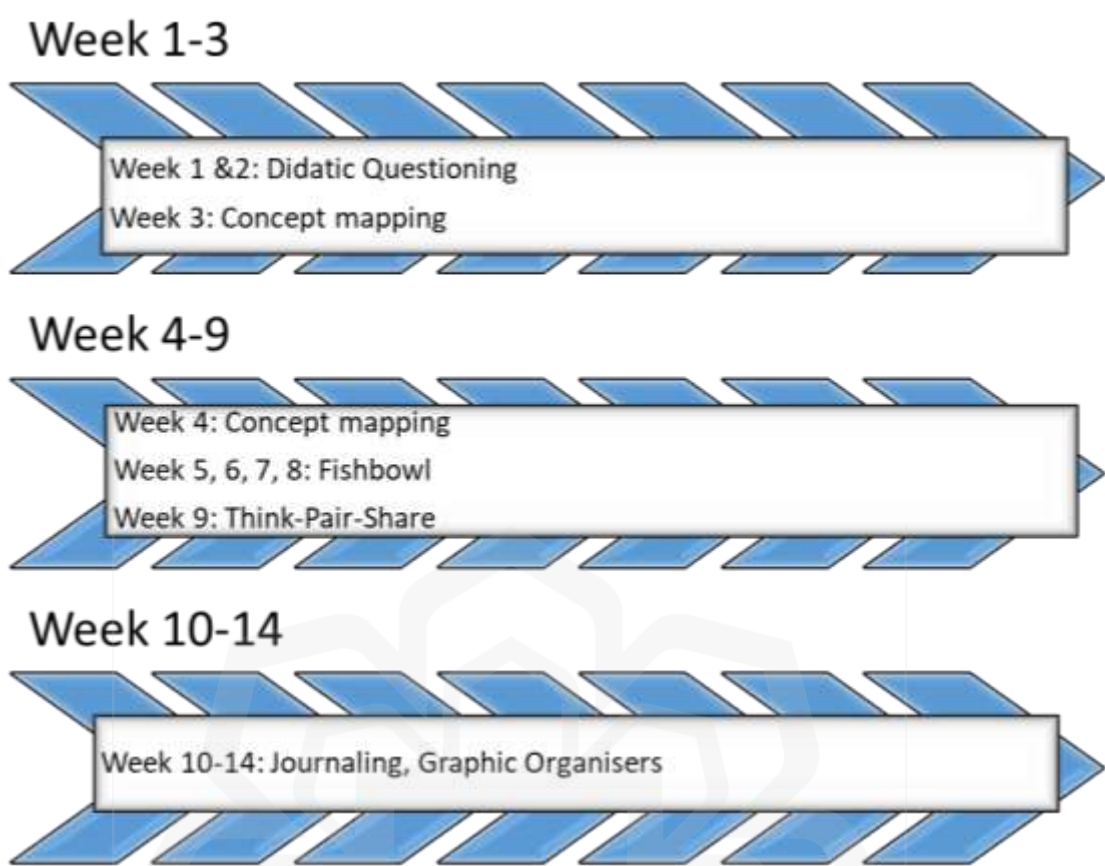 Week 1-3
Week 1 &2: Didatic Questioning
Week 3: Concept mapping
Week 4-9
Week 4: Concept mapping
Week 5, 6, 7, 8: Fishbowl
Week 9: Think-Pair-Share
Week 10-14
Week 10-14: Journaling, Graphic Organisers